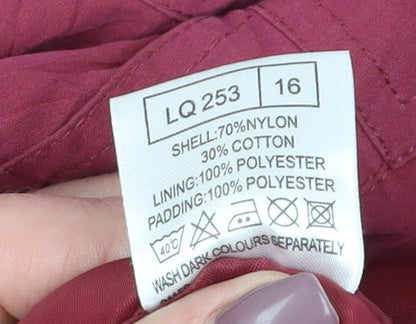 LQ 253 16
SHELL:70%NYLON
30% COTTON
LINING:100% POLYESTER
PADDING:100% POLYESTER
40°C
WASH DARK COLOURS SEPARATELY